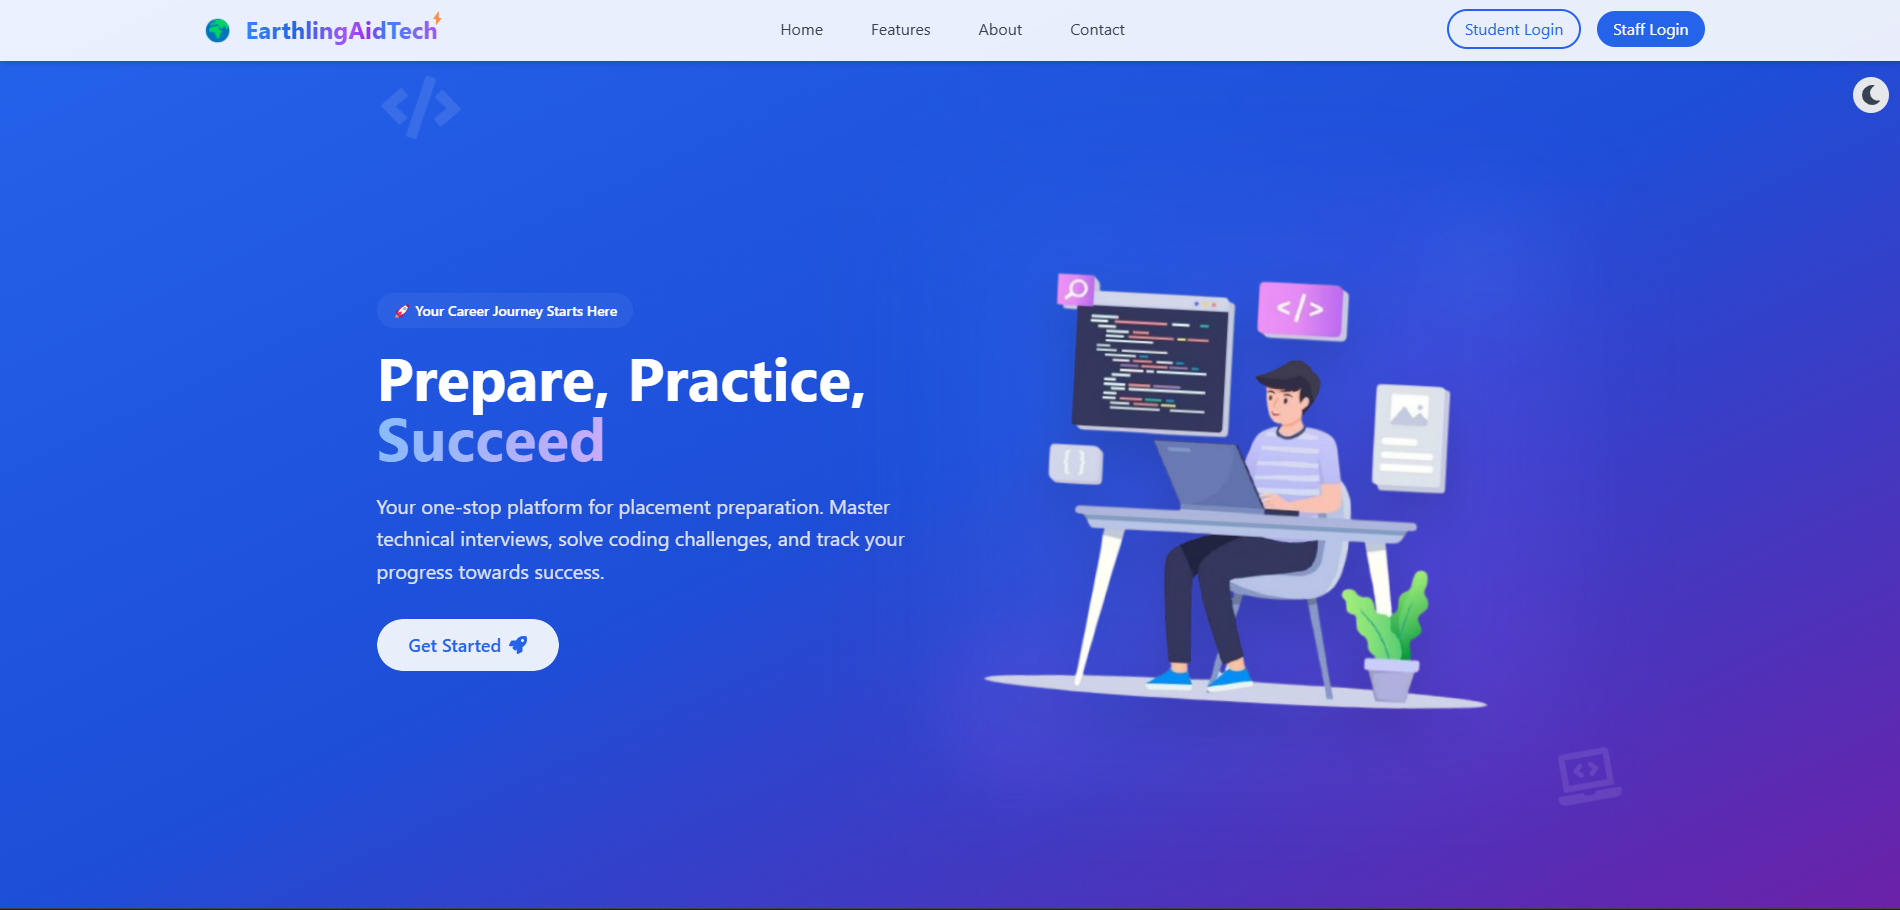 EarthlingAidTech
Home
Features
About
Contact
Student Login
Staff Login
</>
Your Career Journey Starts Here
Prepare, Practice,
Succeed
Your one-stop platform for placement preparation. Master
technical interviews, solve coding challenges, and track your
progress towards success.
Get Started
</>
{ }